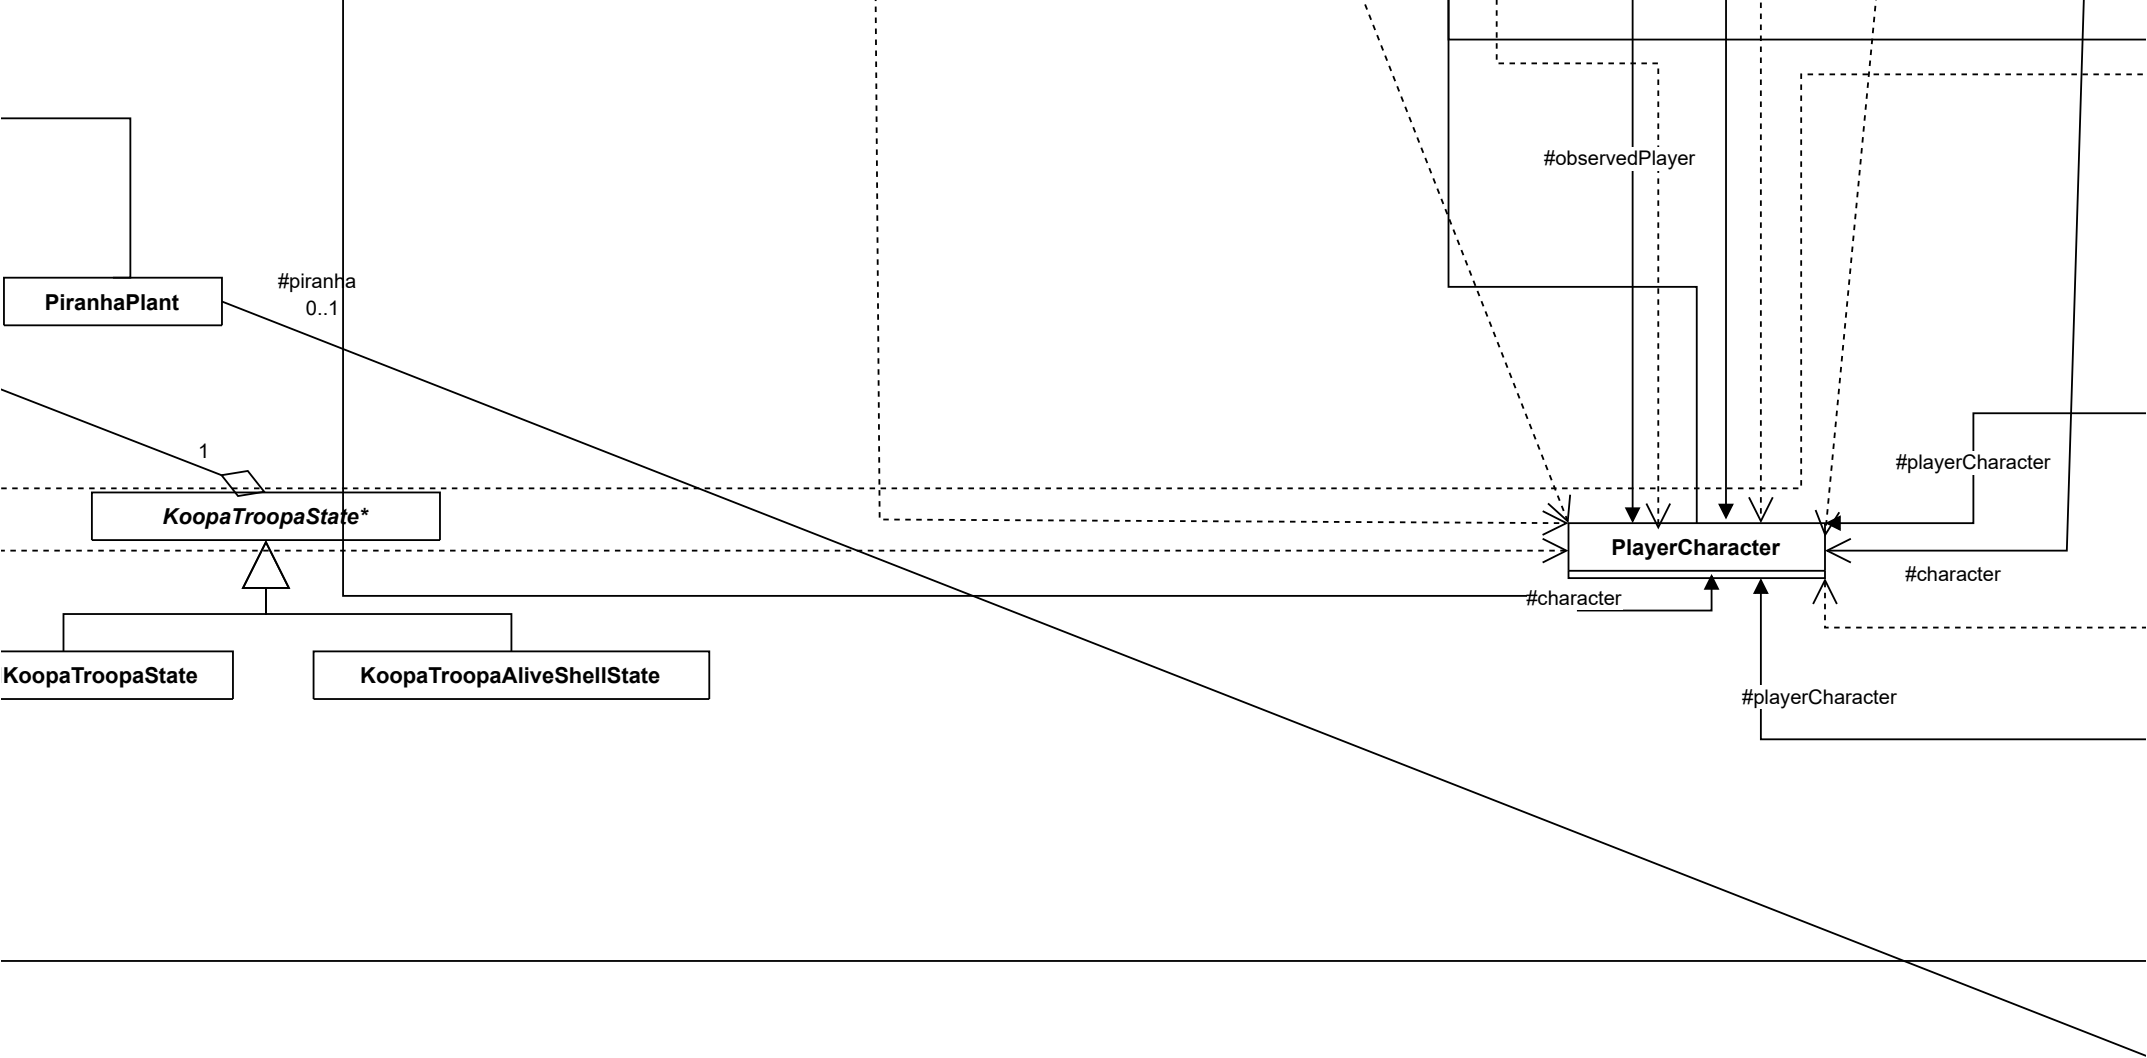 #observedPlayer
#piranha
PiranhaPlant
0..1
1
#playerCharacter
KoopaTroopaState*
PlayerCharacter
#character
#character
KoopaTroopaState
KoopaTroopaAliveShellState
#playerCharacter